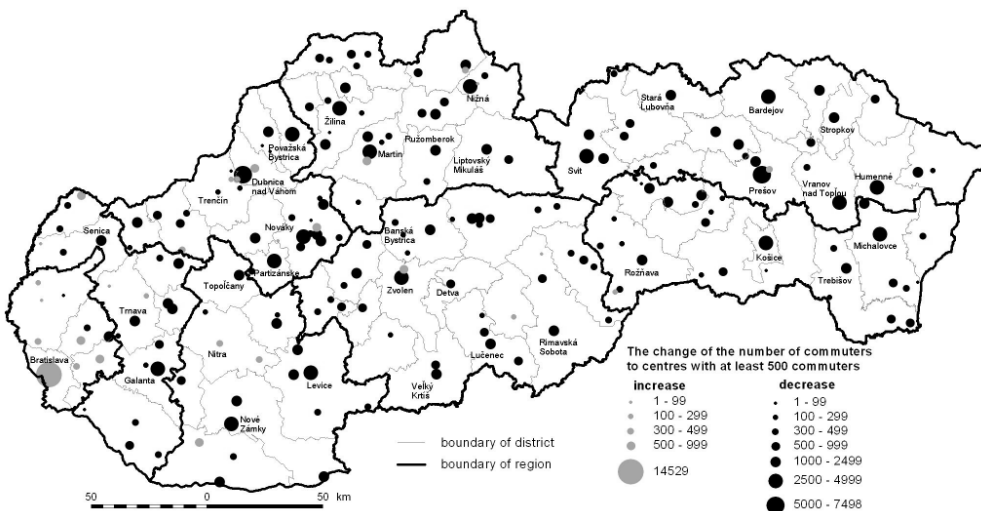 Nižná
Stará
Ľubovňa
Bardejov
Žilina
Stropkov
Považská
Bystrica
Martin
Ružomberok
Liptovský
Mikuláš
Svit
Prešov
Humenné
Vranov
nad Topľou
Dubnica
nad Váhom
Trenčín
Senica
Nováky
Banská
Bystrica
Michalovce
Košice
Partizánske
Topoľčany
Zvolen
Detva
Rožňava
Trebišov
Trnava
Nitra
Bratislava
Galanta
Levice
Lučenec
Rimavská
Sobota
Veľký
Krtíš
Nové
Zámky
The change of the number of commuters
to centres with at least 500 commuters
increase
1 - 99
100 - 299
300 - 499
500 - 999
14529
decrease
1 - 99
100 - 299
300 - 499
500 - 999
1000 - 2499
2500 - 4999
5000 - 7498
boundary of district
boundary of region
50 0 50 km